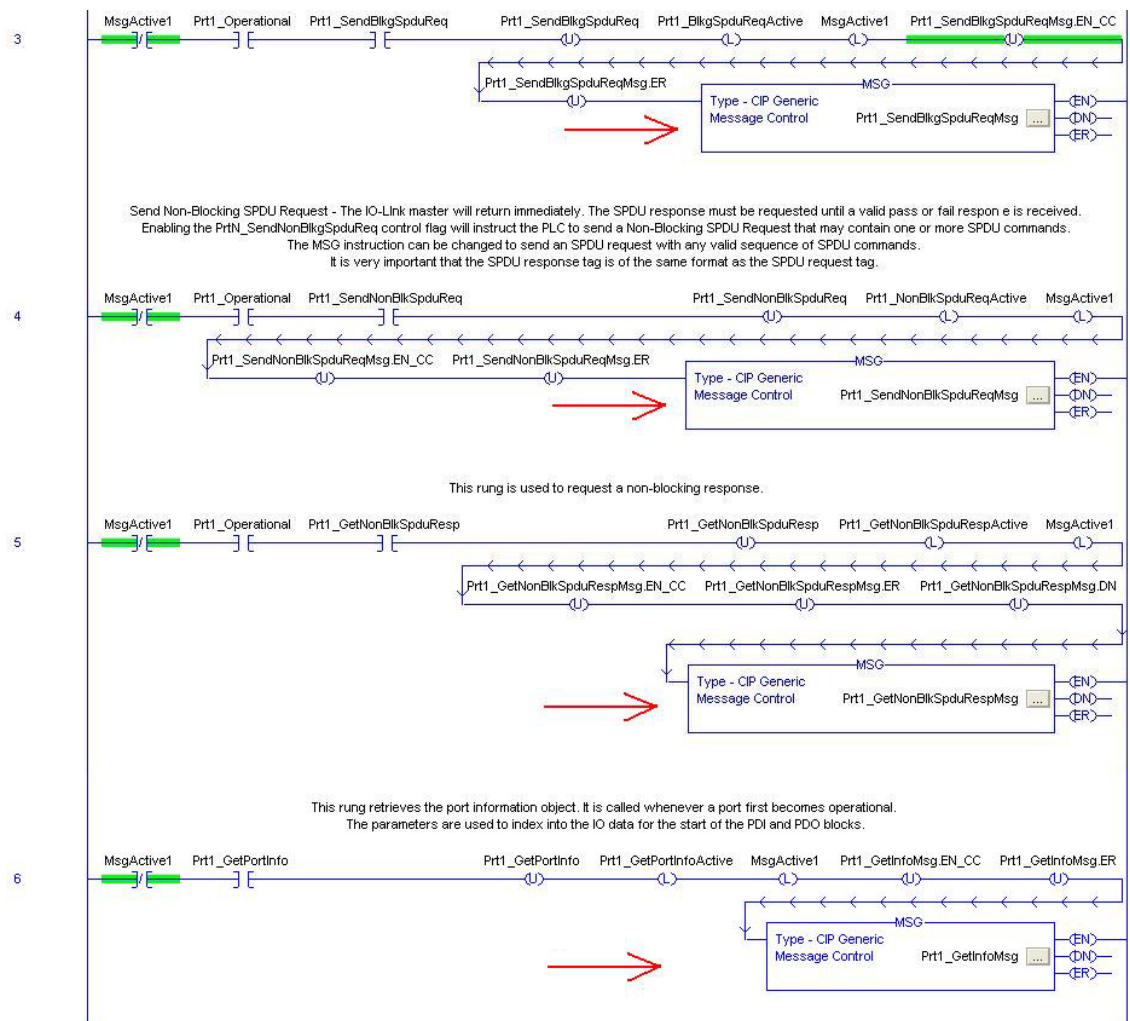 MsgActive1 Prt1_Operational Prt1_SendBlkgSpduReq Prt1_SendBlkgSpduReq Prt1_BlkgSpduReqActive MsgActive1 Prt1_SendBlkgSpduReqMsg.EN_CC
3 U L L U
Prt1_SendBlkgSpduReqMsg.ER MSG
U Type - CIP Generic EN
Message Control Prt1_SendBlkgSpduReqMsg ... DN
ER
Send Non-Blocking SPDU Request - The IO-LInk master will return immediately. The SPDU response must be requested until a valid pass or fail respon e is received.
Enabling the PrtN_SendNonBlkgSpduReq control flag will instruct the PLC to send a Non-Blocking SPDU Request that may contain one or more SPDU commands.
The MSG instruction can be changed to send an SPDU request with any valid sequence of SPDU commands.
It is very important that the SPDU response tag is of the same format as the SPDU request tag.
MsgActive1 Prt1_Operational Prt1_SendNonBlkSpduReq Prt1_SendNonBlkSpduReq Prt1_NonBlkSpduReqActive MsgActive1
4 U L L
Prt1_SendNonBlkSpduReqMsg.EN_CC Prt1_SendNonBlkSpduReqMsg.ER MSG
U U Type - CIP Generic EN
Message Control Prt1_SendNonBlkSpduReqMsg ... DN
ER
This rung is used to request a non-blocking response.
MsgActive1 Prt1_Operational Prt1_GetNonBlkSpduResp Prt1_GetNonBlkSpduResp Prt1_GetNonBlkSpduRespActive MsgActive1
5 U L L
Prt1_GetNonBlkSpduRespMsg.EN_CC Prt1_GetNonBlkSpduRespMsg.ER Prt1_GetNonBlkSpduRespMsg.DN
U U U
MSG
Type - CIP Generic EN
Message Control Prt1_GetNonBlkSpduRespMsg ... DN
ER
This rung retrieves the port information object. It is called whenever a port first becomes operational.
The parameters are used to index into the IO data for the start of the PDI and PDO blocks.
MsgActive1 Prt1_GetPortInfo Prt1_GetPortInfo Prt1_GetPortInfoActive MsgActive1 Prt1_GetInfoMsg.EN_CC Prt1_GetInfoMsg.ER
6 U L L U U
MSG
Type - CIP Generic EN
Message Control Prt1_GetInfoMsg ... DN
ER